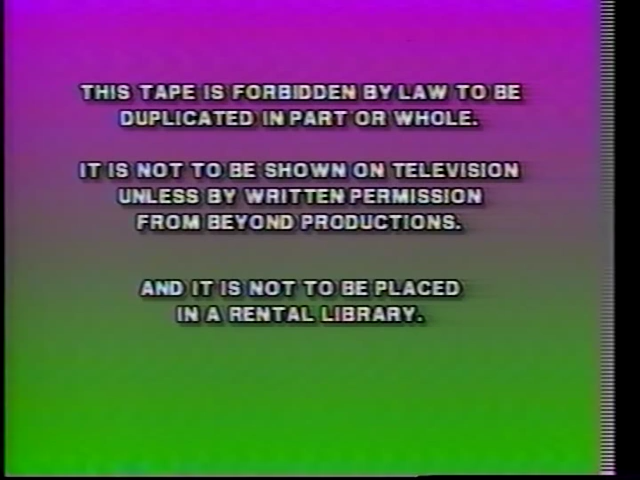 THIS TAPE IS FORBIDDEN BY LAW TO BE
DUPLICATED IN PART OR WHOLE.
IT IS NOT TO BE SHOWN ON TELEVISION
UNLESS BY WRITTEN PERMISSION
FROM BEYOND PRODUCTIONS.
AND IT IS NOT TO BE PLACED
IN A RENTAL LIBRARY.